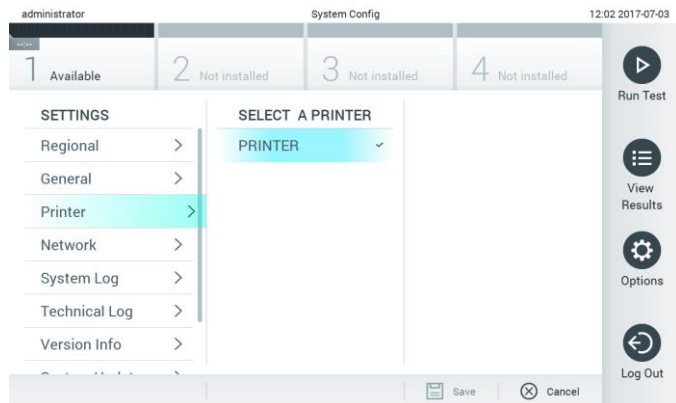 administrator System Config 12:02 2017-07-03
1 Available 2 Not installed 3 Not installed 4 Not installed
Run Test
SETTINGS
Regional
General
Printer
Network
System Log
Technical Log
Version Info
SELECT A PRINTER
PRINTER
View
Results
Options
Log Out
Save Cancel